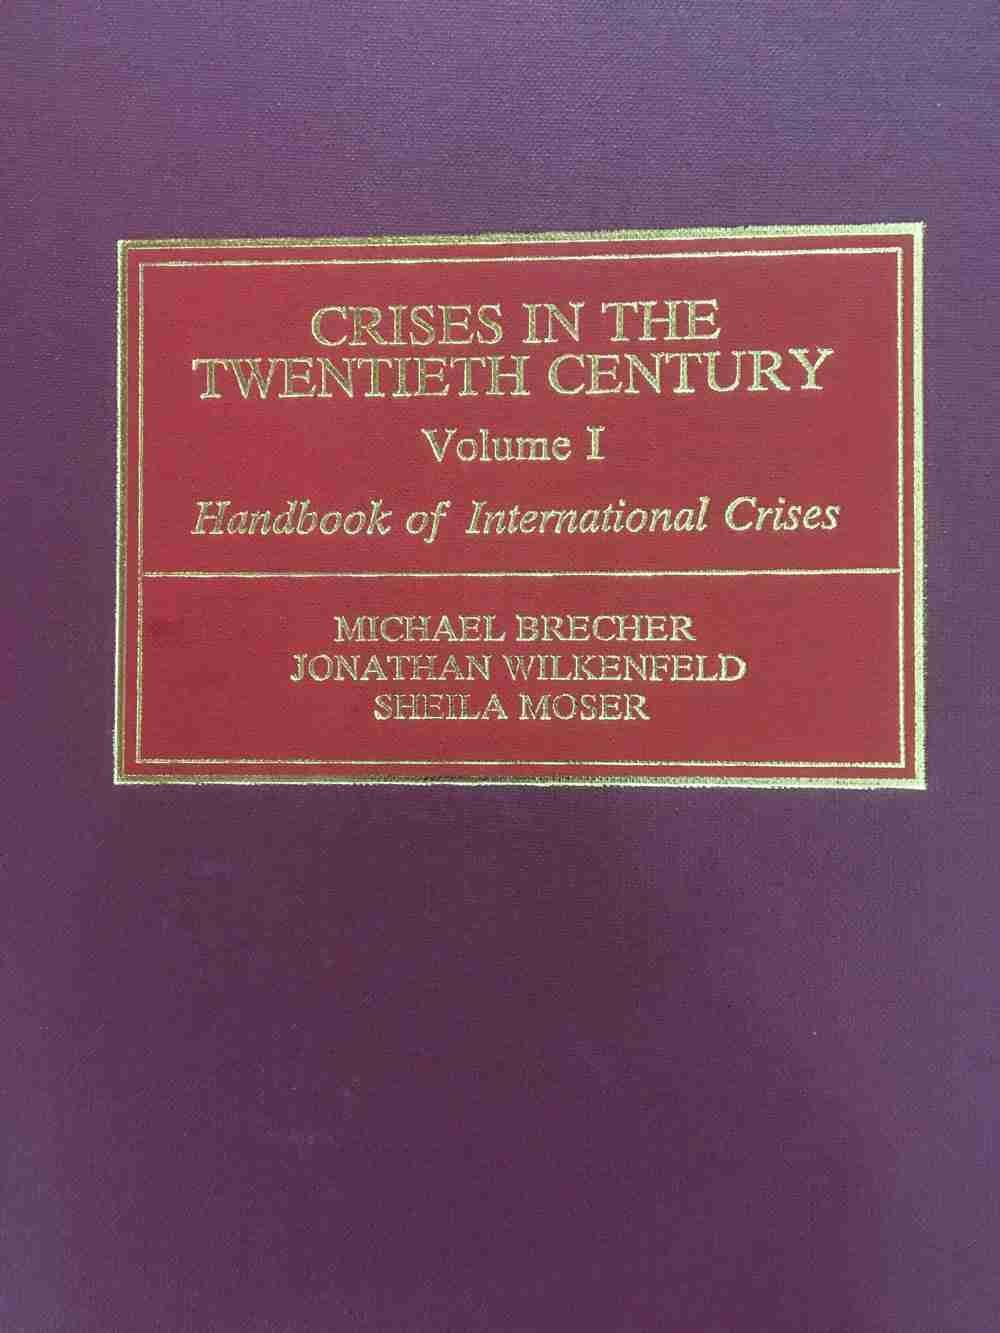 CRISES IN THE
TWENTIETH CENTURY
Volume I
Handbook of International Crises
MICHAEL BRECHER
JONATHAN WILKENFELD
SHEILA MOSER